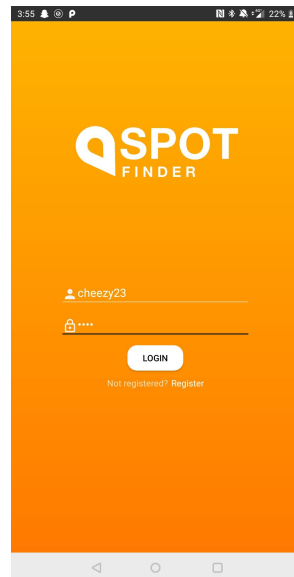 3:55 22%
SPOT
FINDER
cheezy23
••••
LOGIN
Not registered? Register